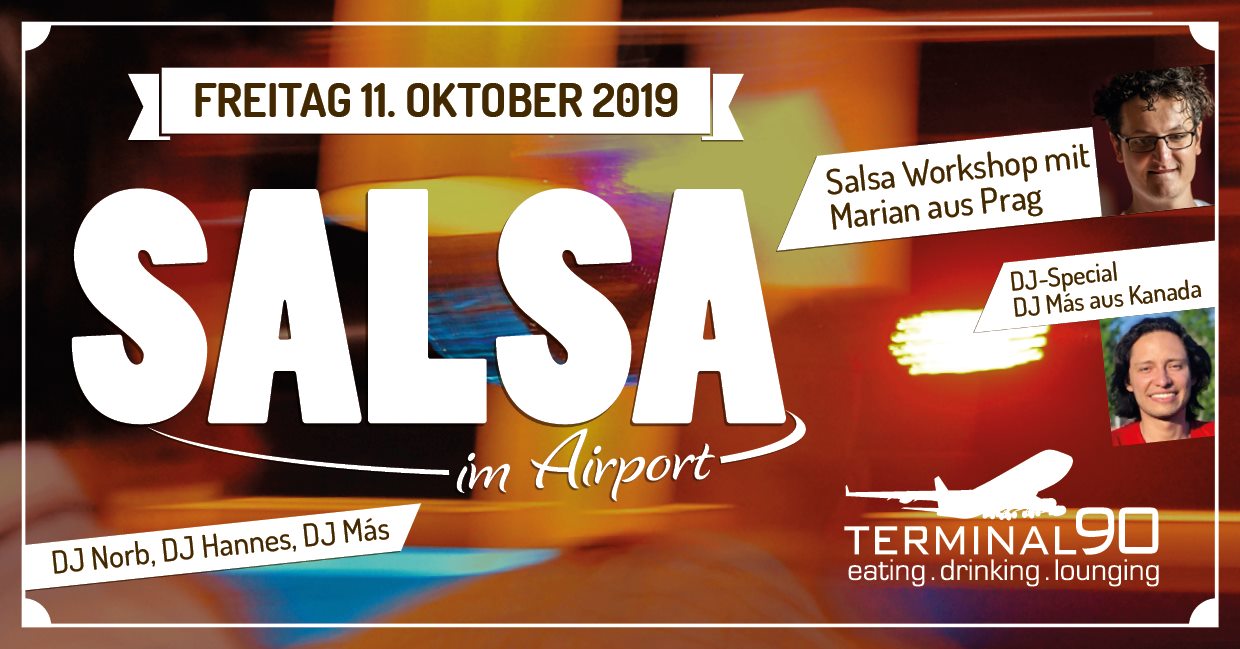 FREITAG 11. OKTOBER 2019
SALSA
im Airport
Salsa Workshop mit
Marian aus Prag
DJ-Special
DJ Más aus Kanada
DJ Norb, DJ Hannes, DJ Más
TERMINAL90
eating.drinking.lounging